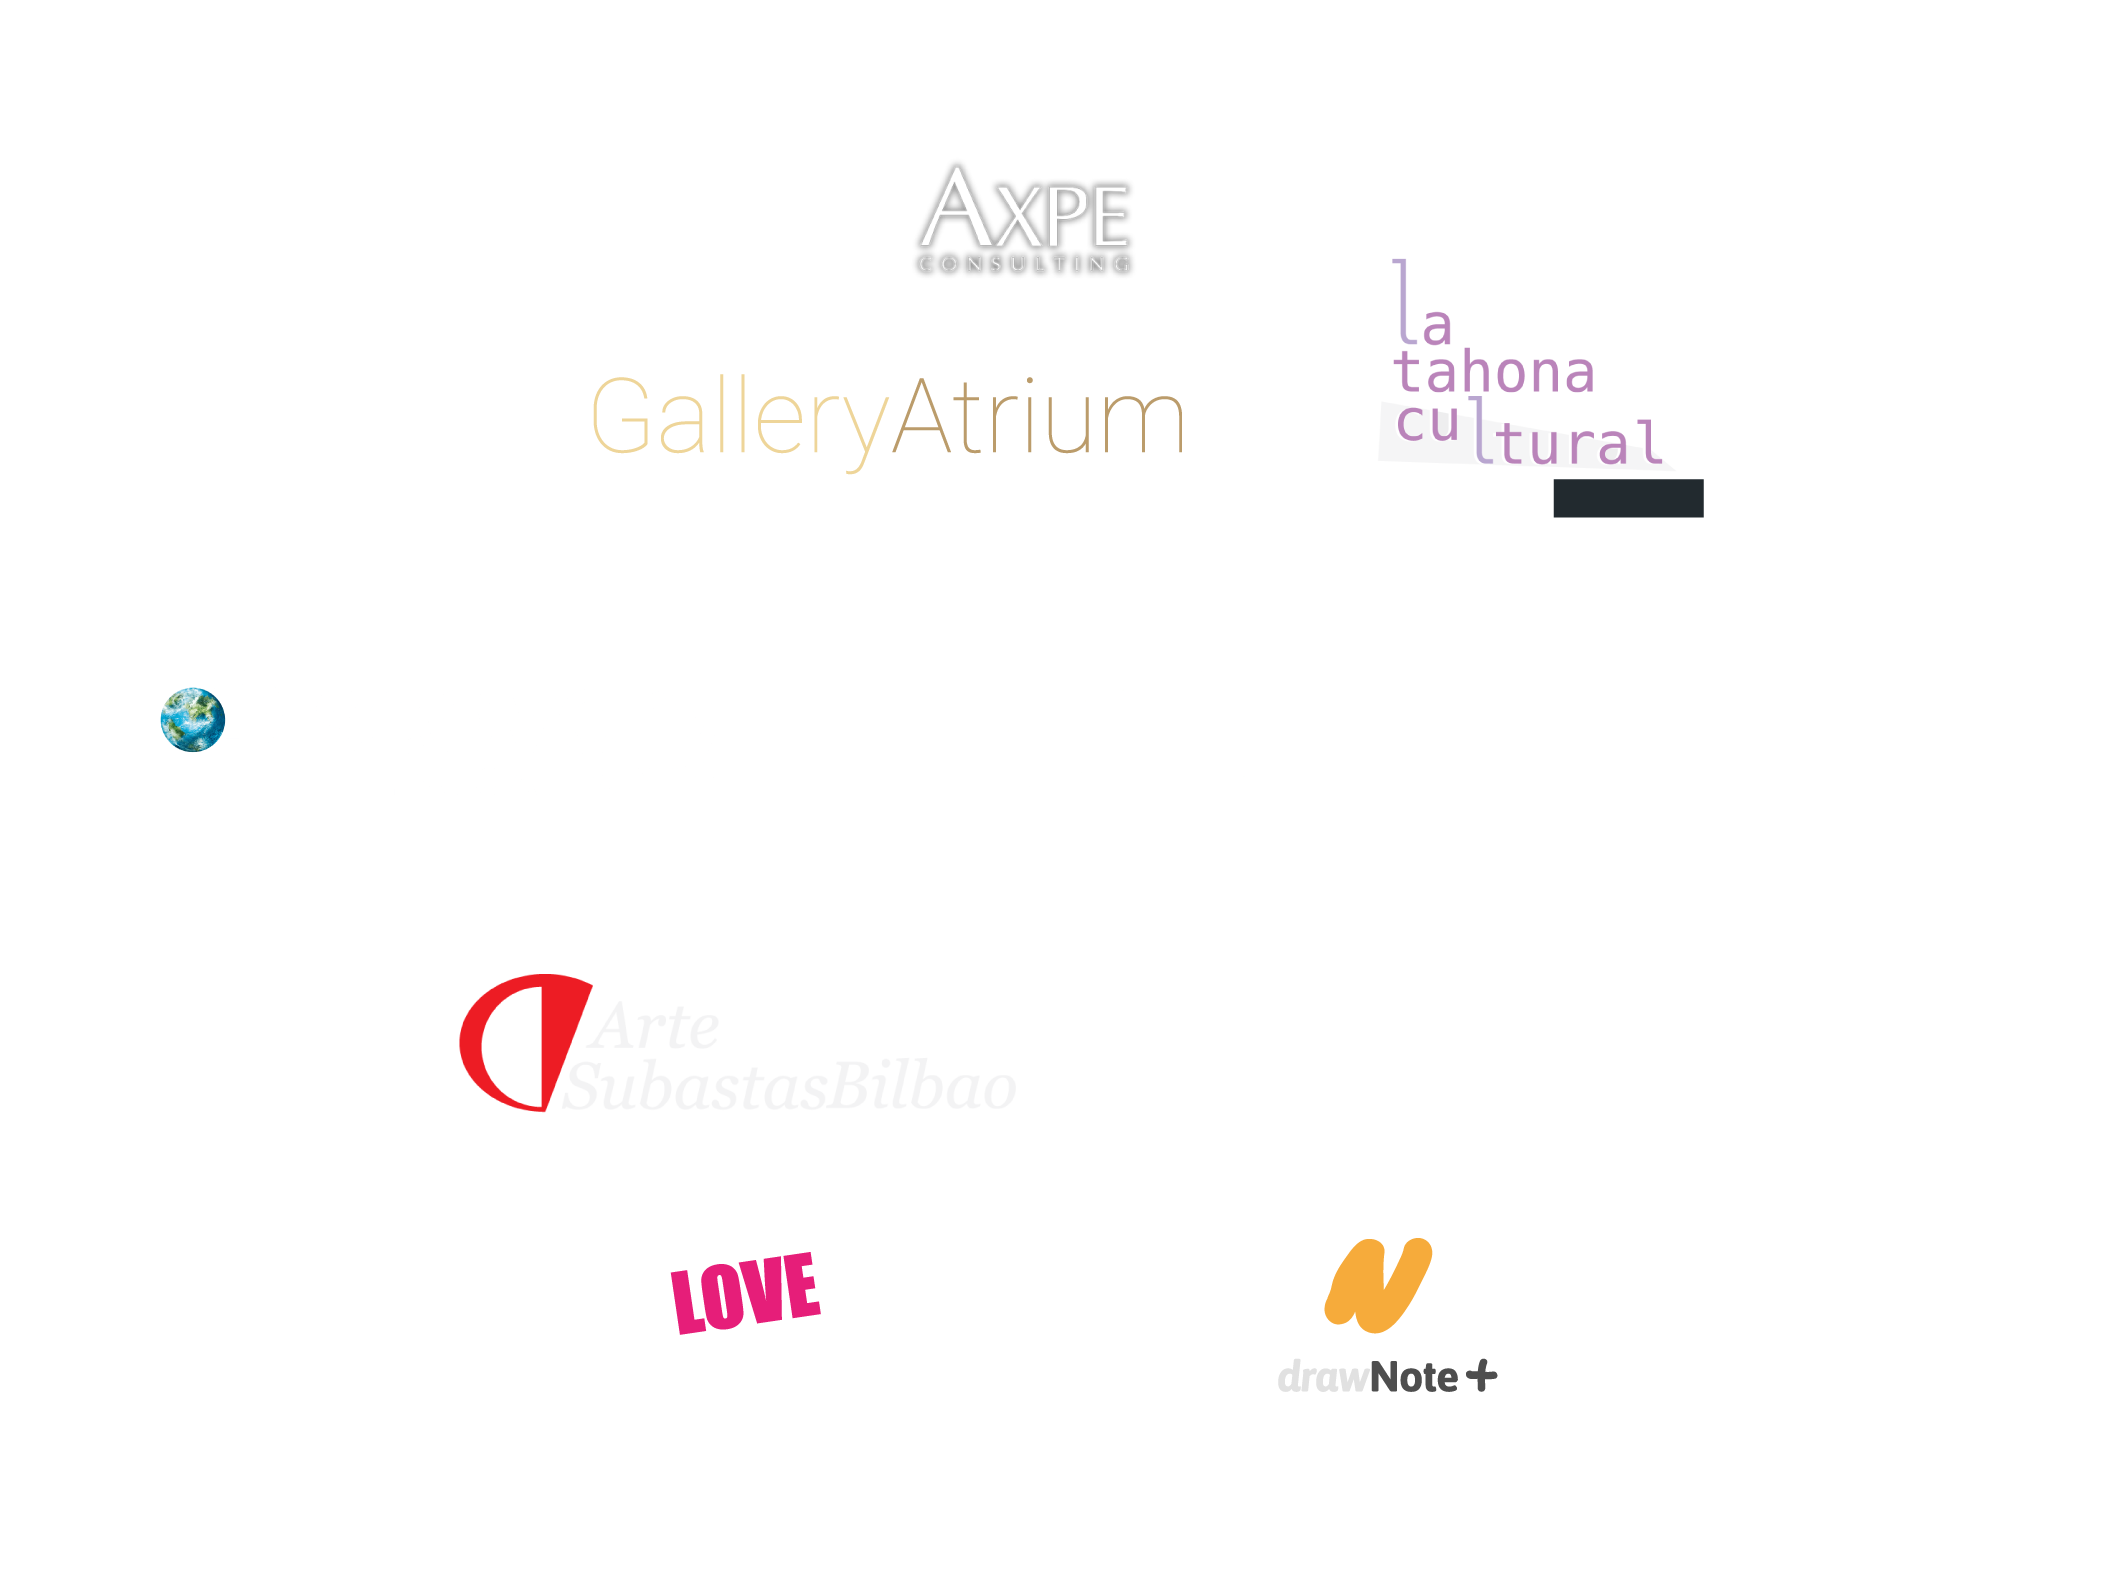 AXPE
CONSULTING
GalleryAtrium
la
tahona
cultural
Arte
SubastasBilbao
LOVE
drawNote+